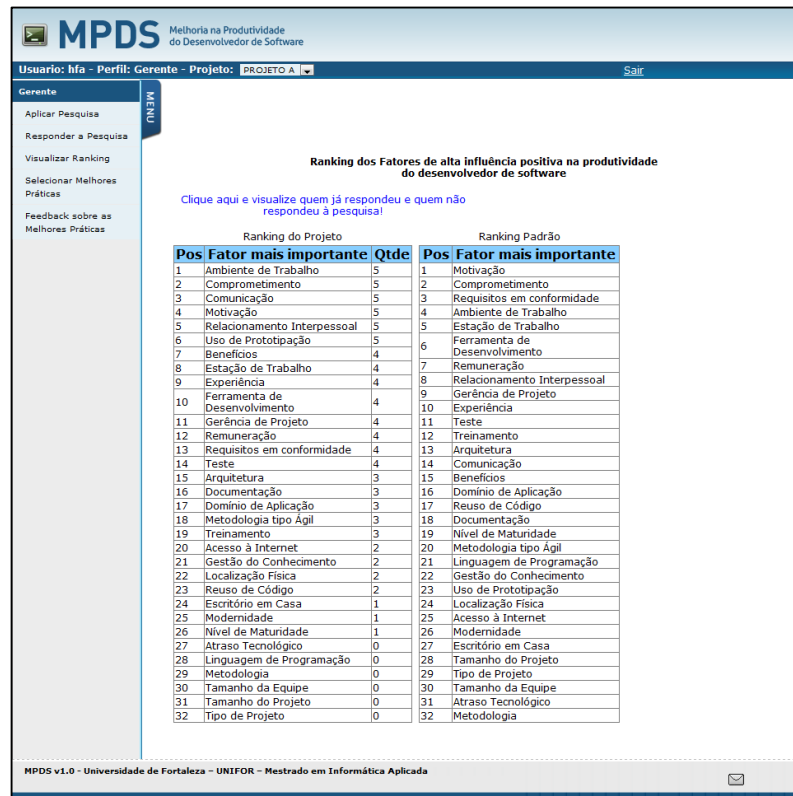 MPDS
Melhoria na Produtividade
do Desenvolvedor de Software
Usuario: hfa - Perfil: Gerente - Projeto: PROJETO A
Sair
Gerente
Aplicar Pesquisa
Responder a Pesquisa
Visualizar Ranking
Selecionar Melhores
Práticas
Feedback sobre as
Melhores Práticas
MENU
Ranking dos Fatores de alta influência positiva na produtividade
do desenvolvedor de software
Clique aqui e visualize quem já respondeu e quem não
respondeu à pesquisa!
Ranking do Projeto
Pos Fator mais importante Qtde
1 Ambiente de Trabalho 5
2 Comprometimento 5
3 Comunicação 5
4 Motivação 5
5 Relacionamento Interpessoal 5
6 Uso de Prototipação 5
7 Benefícios 4
8 Estação de Trabalho 4
9 Experiência 4
10 Ferramenta de
Desenvolvimento 4
11 Gerência de Projeto 4
12 Remuneração 4
13 Requisitos em conformidade 4
14 Teste 4
15 Arquitetura 3
16 Documentação 3
17 Domínio de Aplicação 3
18 Metodologia tipo Ágil 3
19 Treinamento 3
20 Acesso à Internet 2
21 Gestão do Conhecimento 2
22 Localização Física 2
23 Reuso de Código 2
24 Escritório em Casa 1
25 Modernidade 1
26 Nível de Maturidade 1
27 Atraso Tecnológico 0
28 Linguagem de Programação 0
29 Metodologia 0
30 Tamanho da Equipe 0
31 Tamanho do Projeto 0
32 Tipo de Projeto 0
Ranking Padrão
Pos Fator mais importante
1 Motivação
2 Comprometimento
3 Requisitos em conformidade
4 Ambiente de Trabalho
5 Estação de Trabalho
6 Ferramenta de
Desenvolvimento
7 Remuneração
8 Relacionamento Interpessoal
9 Gerência de Projeto
10 Experiência
11 Teste
12 Treinamento
13 Arquitetura
14 Comunicação
15 Benefícios
16 Domínio de Aplicação
17 Reuso de Código
18 Documentação
19 Nível de Maturidade
20 Metodologia tipo Ágil
21 Linguagem de Programação
22 Gestão do Conhecimento
23 Uso de Prototipação
24 Localização Física
25 Acesso à Internet
26 Modernidade
27 Escritório em Casa
28 Tamanho do Projeto
29 Tipo de Projeto
30 Tamanho da Equipe
31 Atraso Tecnológico
32 Metodologia
MPDS v1.0 - Universidade de Fortaleza – UNIFOR – Mestrado em Informática Aplicada